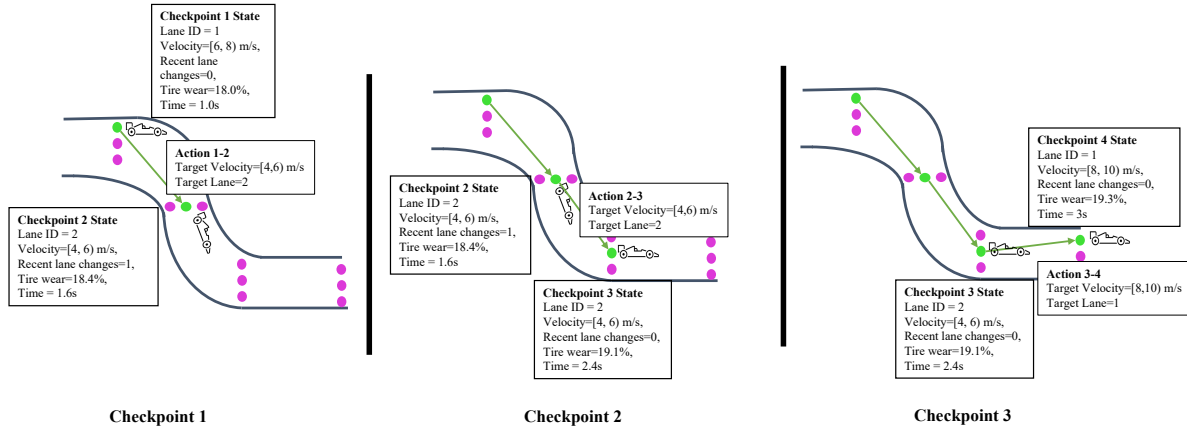 Checkpoint 1 State
Lane ID = 1
Velocity=[6, 8) m/s,
Recent lane
changes=0,
Tire wear=18.0%,
Time = 1.0s
Action 1-2
Target Velocity=[4,6) m/s
Target Lane=2
Checkpoint 2 State
Lane ID = 2
Velocity=[4, 6) m/s,
Recent lane changes=1,
Tire wear=18.4%,
Time = 1.6s
Checkpoint 1
Checkpoint 2 State
Lane ID = 2
Velocity=[4, 6) m/s,
Recent lane changes=1,
Tire wear=18.4%,
Time = 1.6s
Action 2-3
Target Velocity=[4,6) m/s
Target Lane=2
Checkpoint 3 State
Lane ID = 2
Velocity=[4, 6) m/s,
Recent lane changes=0,
Tire wear=19.1%,
Time = 2.4s
Checkpoint 2
Checkpoint 4 State
Lane ID = 1
Velocity=[8, 10) m/s,
Recent lane changes=0,
Tire wear=19.3%,
Time = 3s
Action 3-4
Target Velocity=[8,10) m/s
Target Lane=1
Checkpoint 3 State
Lane ID = 2
Velocity=[4, 6) m/s,
Recent lane changes=0,
Tire wear=19.1%,
Time = 2.4s
Checkpoint 3